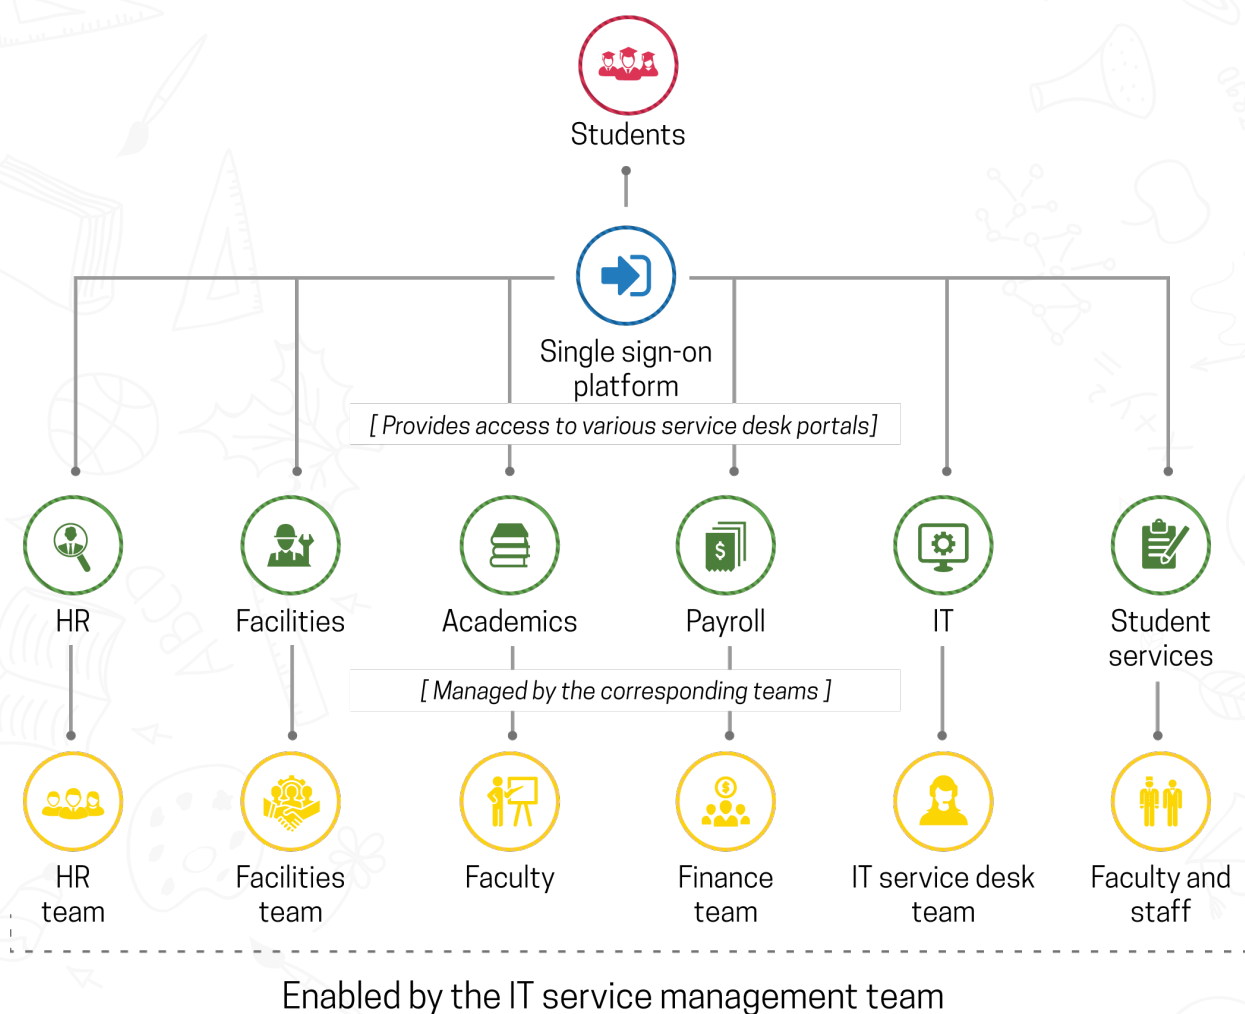 Students
Single sign-on
platform
[ Provides access to various service desk portals]
HR
Facilities
Academics
Payroll
IT
Student
services
[ Managed by the corresponding teams ]
HR
team
Facilities
team
Faculty
Finance
team
IT service desk
team
Faculty and
staff
Enabled by the IT service management team
ABCD